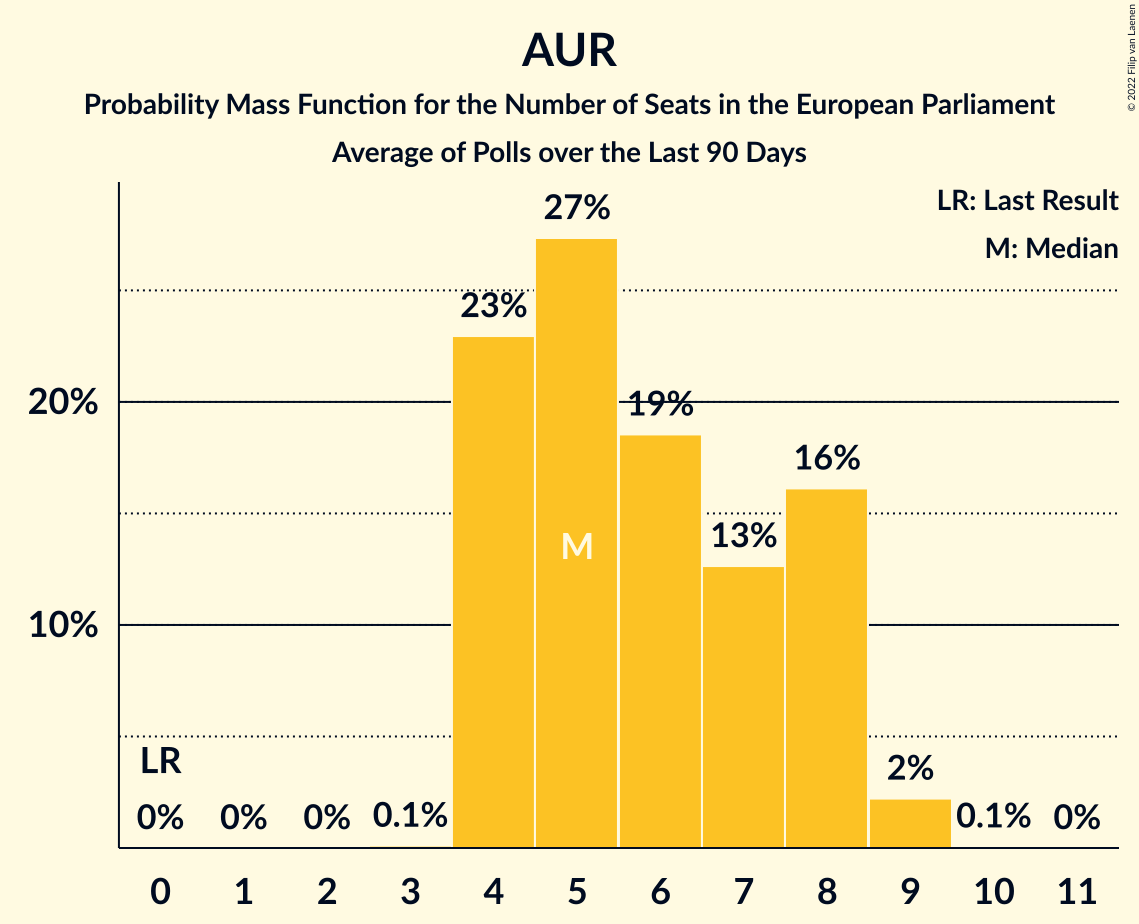 AUR
Probability Mass Function for the Number of Seats in the European Parliament
Average of Polls over the Last 90 Days
© 2022 Filip van Laenen
LR: Last Result
M: Median
27%
23%
20%
19%
16%
13%
M
10%
LR
2%
0% 0% 0% 0.1% 0.1% 0%
0 1 2 3 4 5 6 7 8 9 10 11